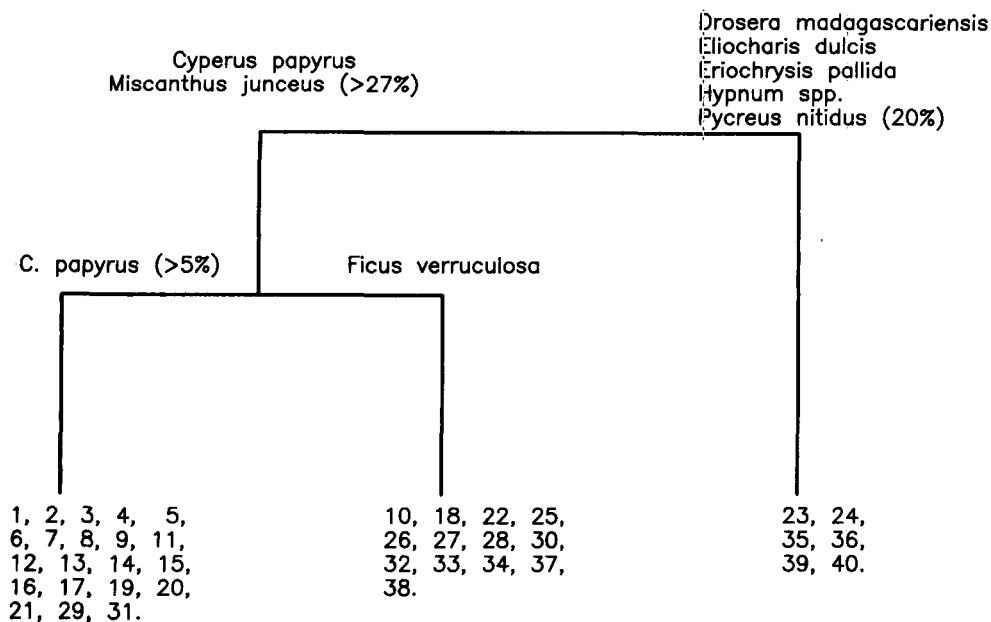 Cyperus papyrus
Miscanthus junceus (>27%)
Drosera madagascariensis
Eliocharis dulcis
Eriochrysis pallida
Hypnum spp.
Pycreus nitidus (20%)
C. papyrus (>5%)
Ficus verruculosa
1, 2, 3, 4, 5,
6, 7, 8, 9, 11,
12, 13, 14, 15,
16, 17, 19, 20,
21, 29, 31.
10, 18, 22, 25,
26, 27, 28, 30,
32, 33, 34, 37,
38.
23, 24,
35, 36,
39, 40.